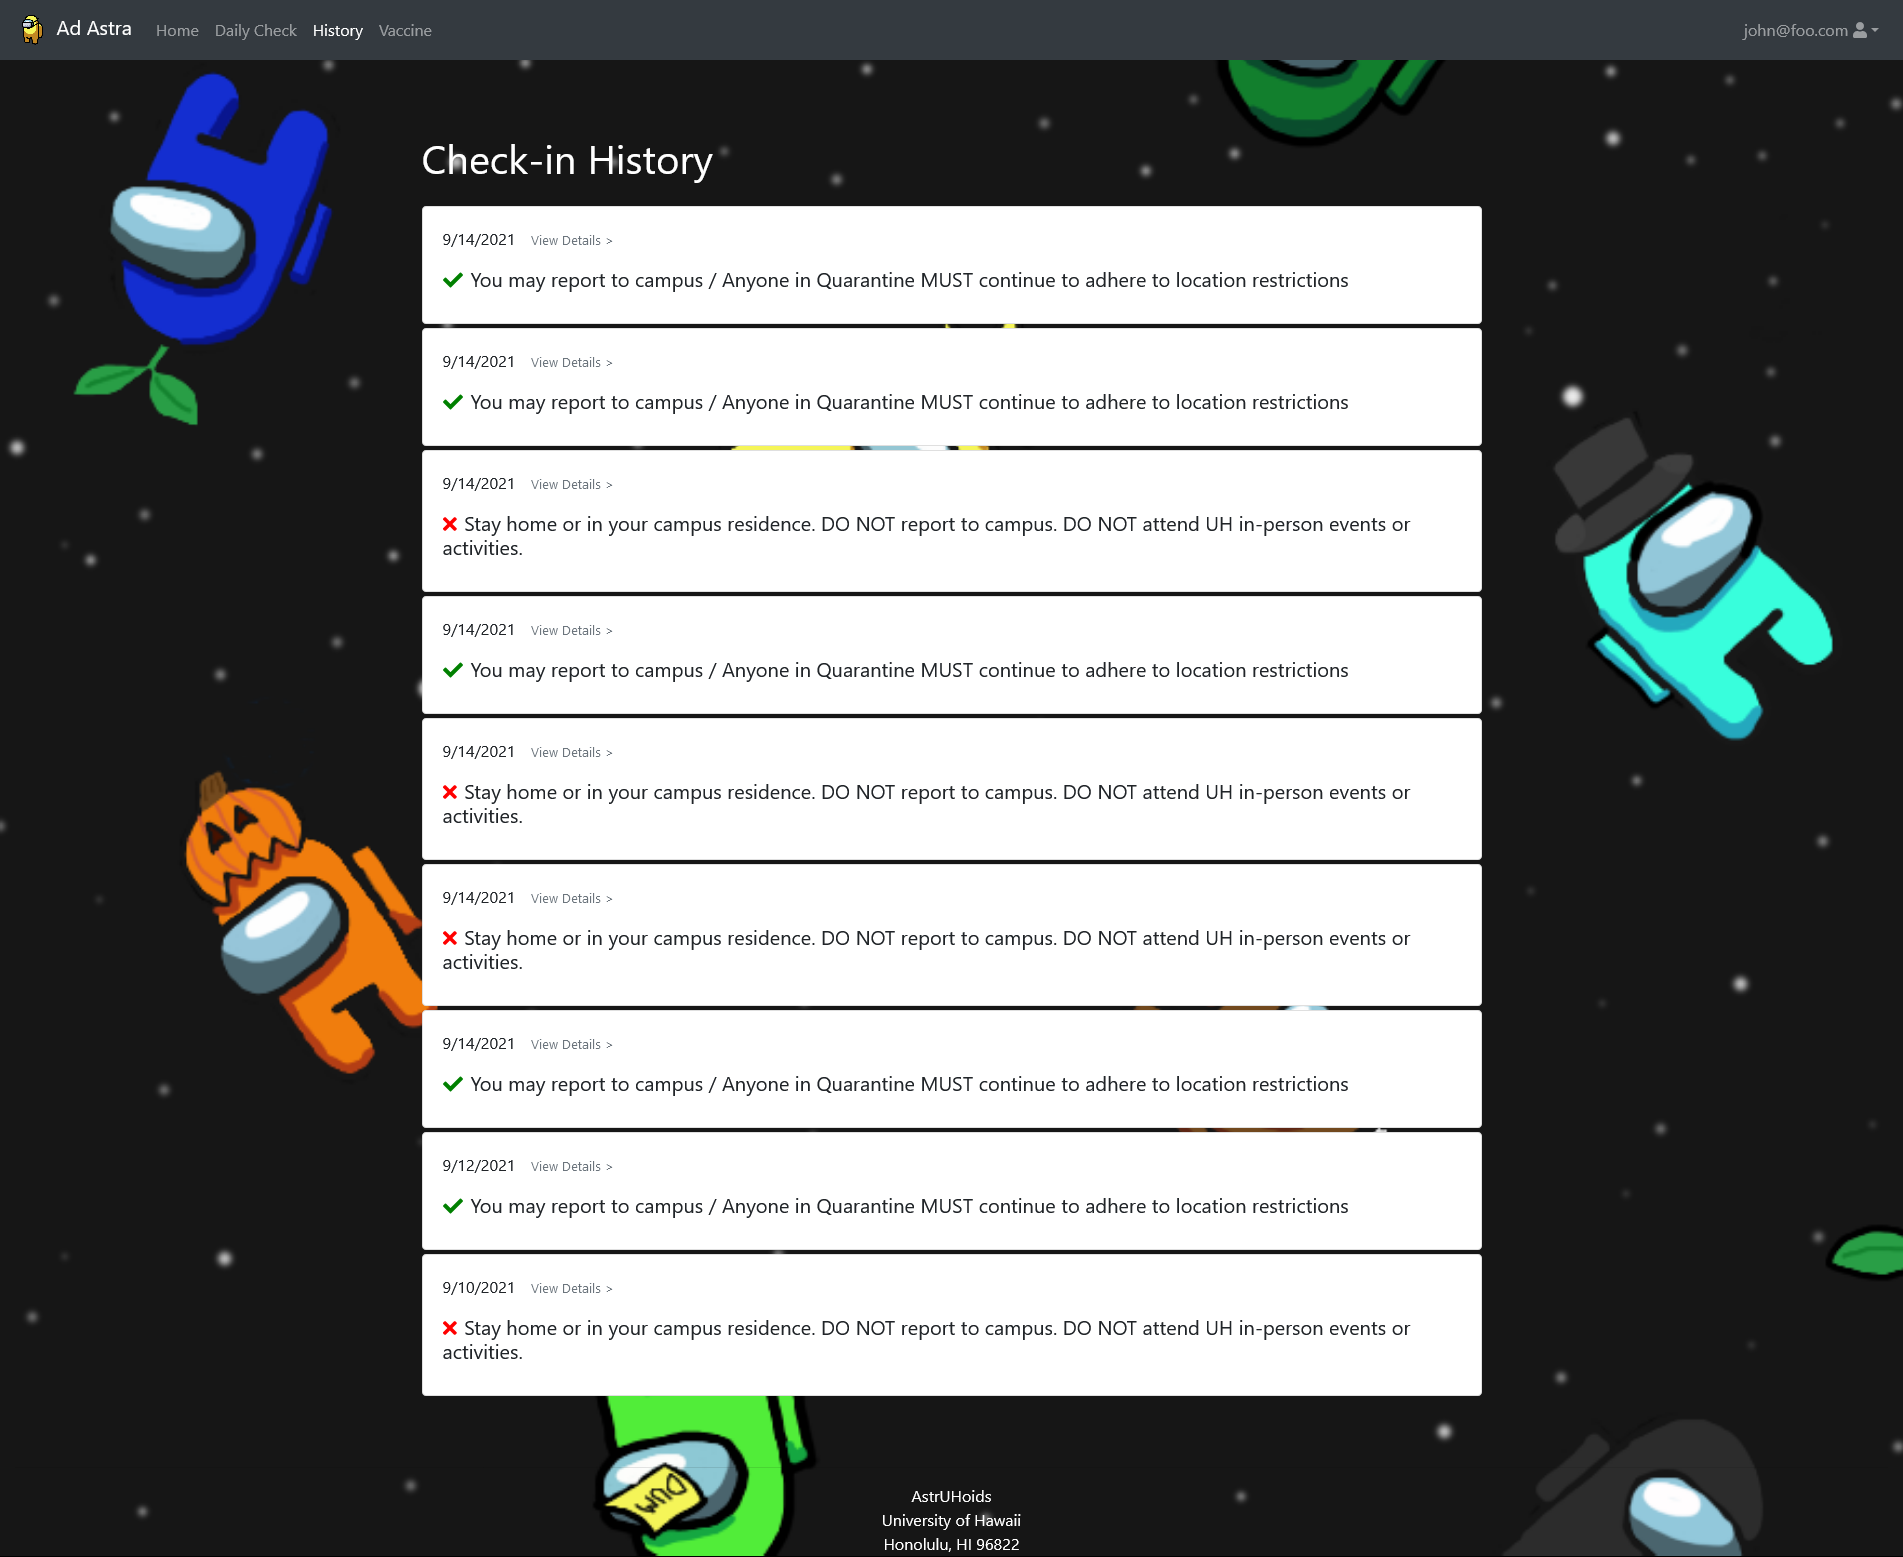 Ad Astra Home Daily Check History Vaccine john@foo.com
Check-in History
9/14/2021 View Details >
You may report to campus / Anyone in Quarantine MUST continue to adhere to location restrictions
9/14/2021 View Details >
You may report to campus / Anyone in Quarantine MUST continue to adhere to location restrictions
9/14/2021 View Details >
Stay home or in your campus residence. DO NOT report to campus. DO NOT attend UH in-person events or
activities.
9/14/2021 View Details >
You may report to campus / Anyone in Quarantine MUST continue to adhere to location restrictions
9/14/2021 View Details >
Stay home or in your campus residence. DO NOT report to campus. DO NOT attend UH in-person events or
activities.
9/14/2021 View Details >
Stay home or in your campus residence. DO NOT report to campus. DO NOT attend UH in-person events or
activities.
9/14/2021 View Details >
You may report to campus / Anyone in Quarantine MUST continue to adhere to location restrictions
9/12/2021 View Details >
You may report to campus / Anyone in Quarantine MUST continue to adhere to location restrictions
9/10/2021 View Details >
Stay home or in your campus residence. DO NOT report to campus. DO NOT attend UH in-person events or
activities.
DUM
AstrUHoids
University of Hawaii
Honolulu, HI 96822